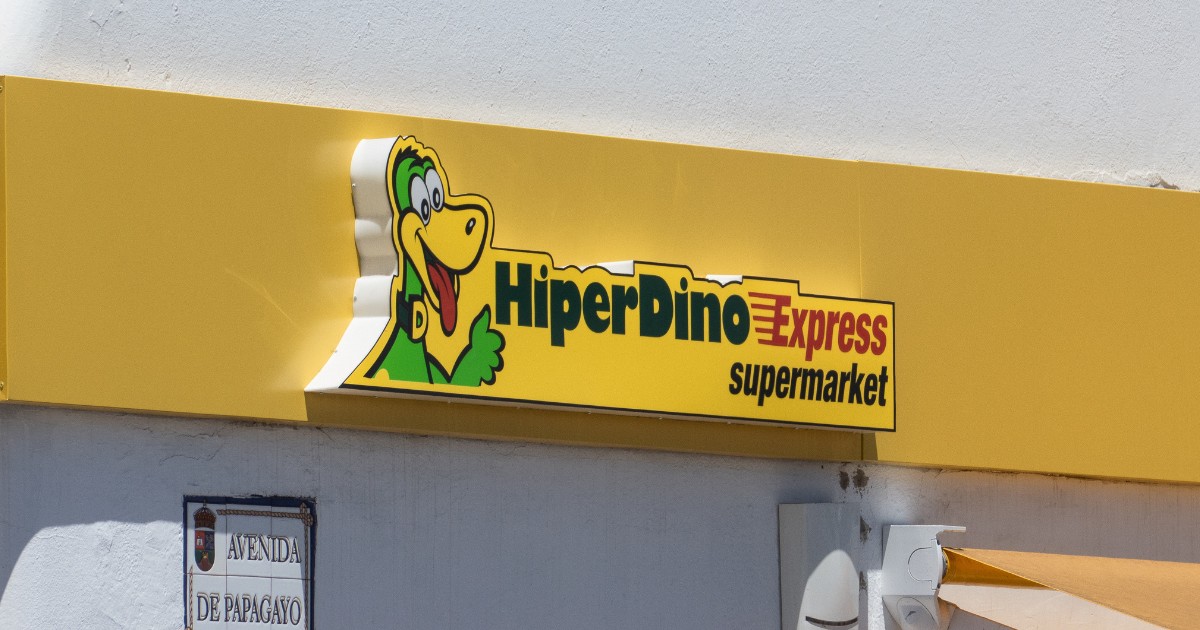 HiperDino Express
supermarket
D
AVENIDA
DE PAPAGAYO